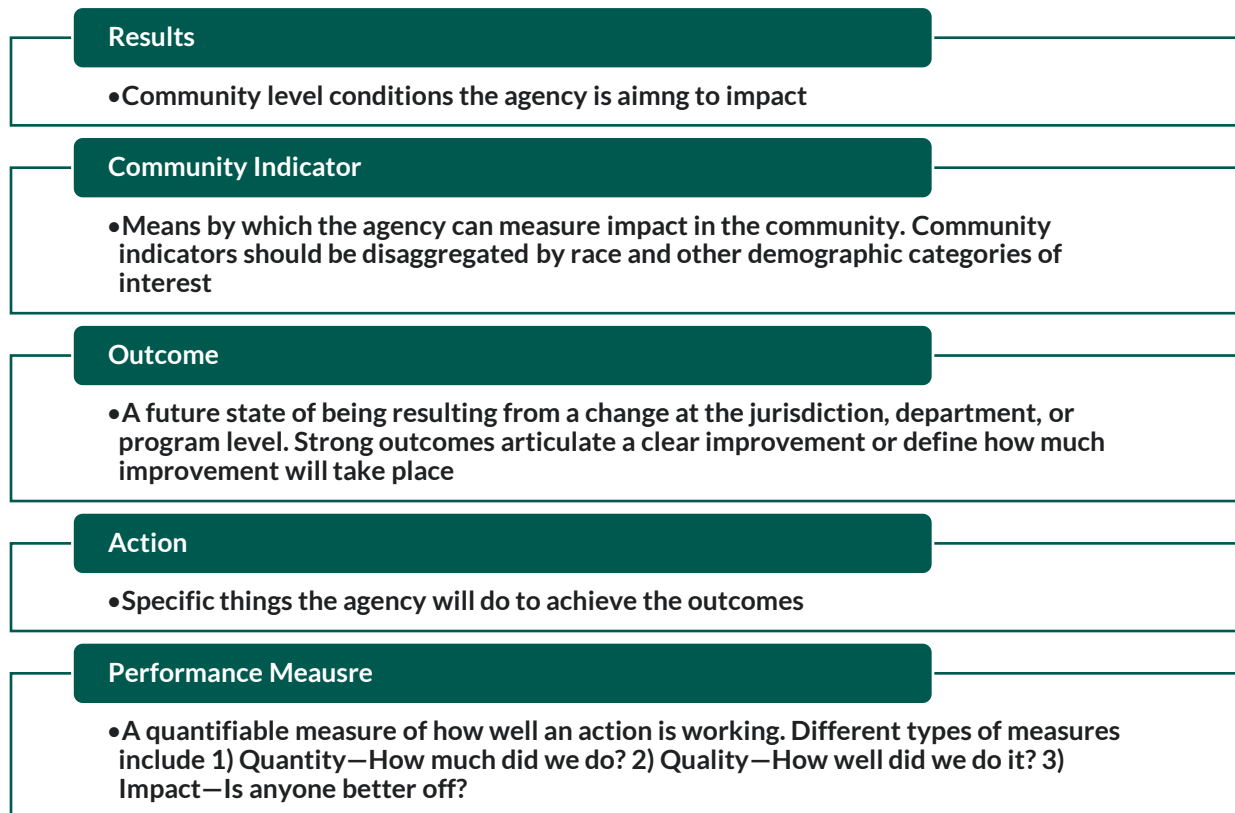 Results
•Community level conditions the agency is aimng to impact
Community Indicator
•Means by which the agency can measure impact in the community. Community
indicators should be disaggregated by race and other demographic categories of
interest
Outcome
•A future state of being resulting from a change at the jurisdiction, department, or
program level. Strong outcomes articulate a clear improvement or define how much
improvement will take place
Action
•Specific things the agency will do to achieve the outcomes
Performance Meausre
•A quantifiable measure of how well an action is working. Different types of measures
include 1) Quantity—How much did we do? 2) Quality—How well did we do it? 3)
Impact—Is anyone better off?